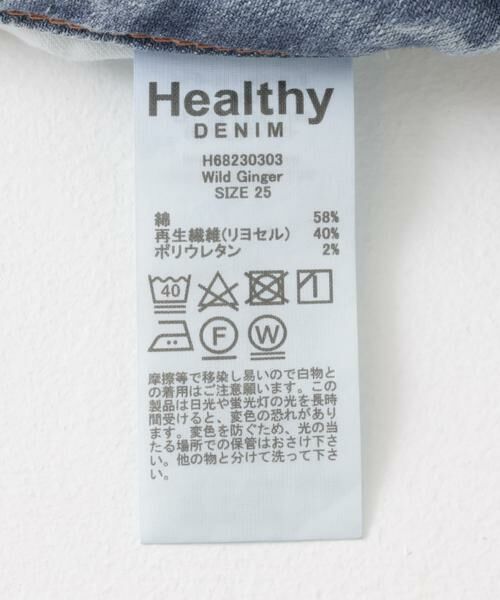 Healthy
DENIM
H68230303
Wild Ginger
SIZE 25
綿 58%
再生繊維(リヨセル) 40%
ポリウレタン 2%
40
F W
摩擦等で移染し易いので白物と
の着用はご注意願います。この
製品は日光や蛍光灯の光を長時
間受けると、変色の恐れがあり
ます。変色を防ぐため、光の当
たる場所での保管はおさけ下さ
い。他の物と分けて洗って下さ
い。